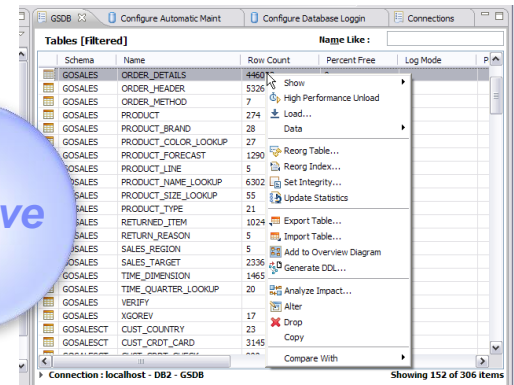 GSDB Configure Automatic Maint Configure Database Loggin Connections
Tables [Filtered] Name Like :
Schema Name Row Count Percent Free Log Mode P
GOSALES ORDER_DETAILS
GOSALES ORDER_HEADER 5326
GOSALES ORDER_METHOD 7
GOSALES PRODUCT 274
GOSALES PRODUCT_BRAND 28
GOSALES PRODUCT_COLOR_LOOKUP 27
GOSALES PRODUCT_FORECAST 1290
GOSALES PRODUCT_LINE 5
GOSALES PRODUCT_NAME_LOOKUP 6302
GOSALES PRODUCT_SIZE_LOOKUP 55
GOSALES PRODUCT_TYPE 21
RETURNED_ITEM 1024
RETURN_REASON 5
SALES_REGION 5
SALES_TARGET 2336
GOSALES TIME_DIMENSION 1465
GOSALES TIME_QUARTER_LOOKUP 20
GOSALES VERIFY
GOSALES XGOREV 17
GOSALESCT CUST_COUNTRY 23
GOSALESCT CUST_CRDT_CARD 3145
Show
High Performance Unload
Load...
Data
Reorg Table...
Reorg Index...
Set Integrity...
Update Statistics
Export Table...
Import Table...
Add to Overview Diagram
Generate DDL...
Analyze Impact...
Alter
Drop
Copy
Compare With
Connection : localhost - DB2 - GSDB Showing 152 of 306 items
ve